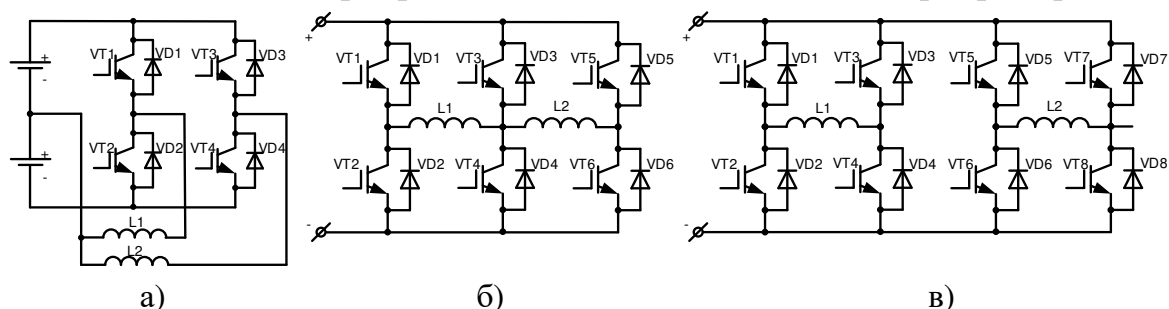 +
-
+
-
VT1
VD1
VT3
VD3
VT2
VD2
VT4
VD4
L1
L2
а)
+
-
VT1
VD1
VT3
VD3
VT5
VD5
L1
L2
VT2
VD2
VT4
VD4
VT6
VD6
б)
+
-
VT1
VD1
VT3
VD3
VT5
VD5
VT7
VD7
L1
L2
VT2
VD2
VT4
VD4
VT6
VD6
VT8
VD8
в)